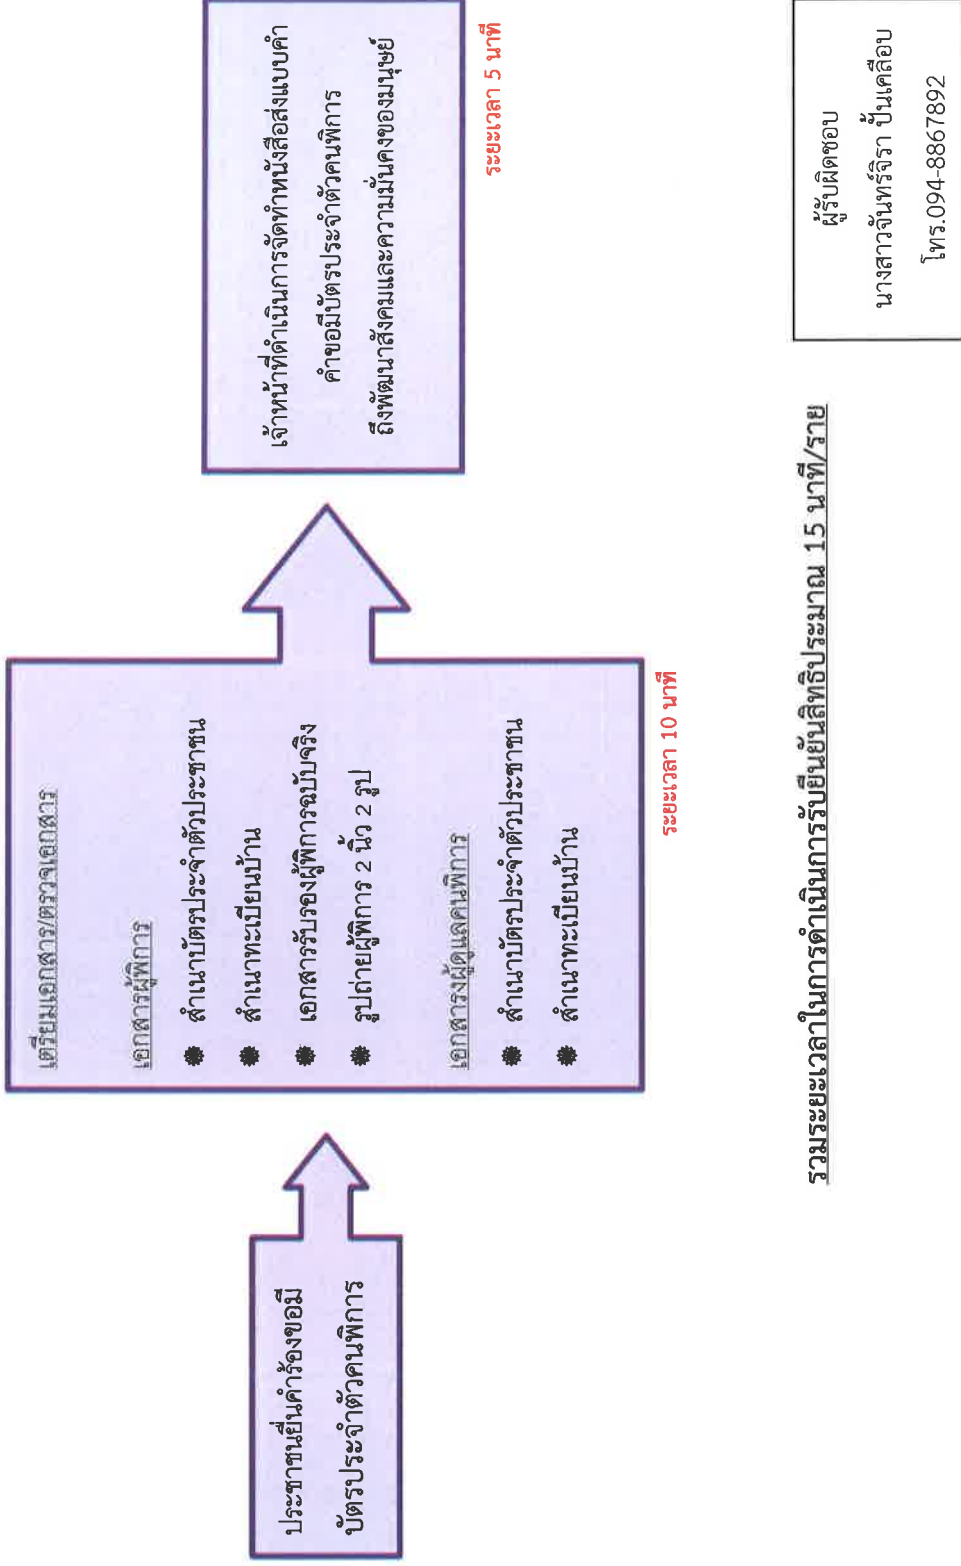 ประชาชนยื่นคำร้องขอมี
บัตรประจำตัวคนพิการ
เตรียมเอกสาร/ตรวจเอกสาร
เอกสารผู้พิการ
สำเนาบัตรประจำตัวประชาชน
สำเนาทะเบียนบ้าน
เอกสารรับรองผู้พิการฉบับจริง
รูปถ่ายผู้พิการ 2 นิ้ว 2 รูป
เอกสารงผู้ดูแลคนพิการ
สำเนาบัตรประจำตัวประชาชน
สำเนาทะเบียนบ้าน
ระยะเวลา 10 นาที
เจ้าหน้าที่ดำเนินการจัดทำหนังสือส่งแบบคำ
คำขอมีบัตรประจำตัวคนพิการ
ถึงพัฒนาสังคมและความมั่นคงของมนุษย์
ระยะเวลา 5 นาที
รวมระยะเวลาในการดำเนินการรับยืนยันสิทธิประมาณ 15 นาที/ราย
ผู้รับผิดชอบ
นางสาวจันทร์จิรา ปั้นเคลือบ
โทร.094-8867892